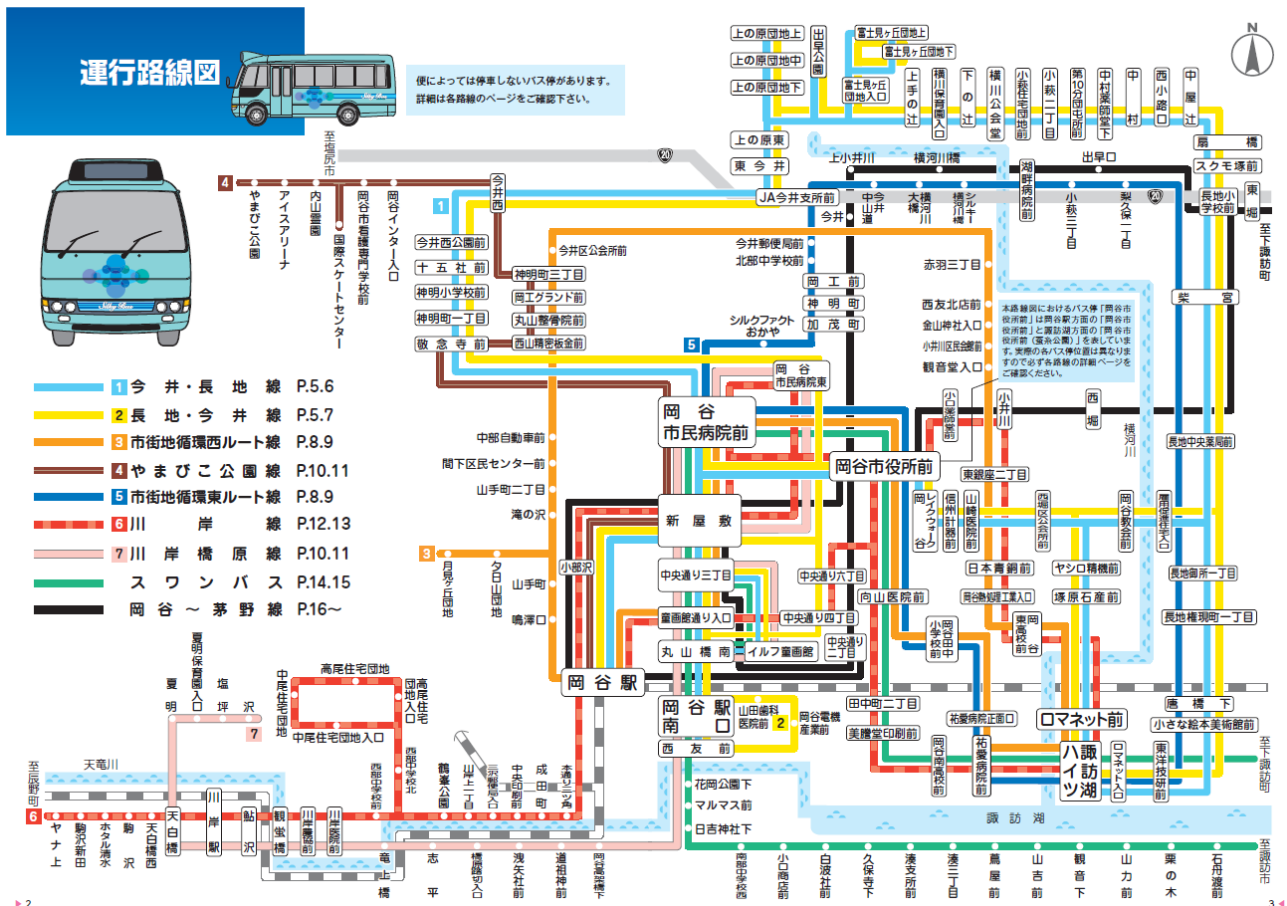 運行路線図
便によっては停車しないバス停があります。
詳細は各路線のページをご確認下さい。
上の原団地上
上の原団地中
上の原団地下
出早公園
富士見ヶ丘団地上
富士見ヶ丘団地下
富士見ヶ丘
団地入口
上手の辻
横川保育園入口
下の辻
横川公会堂
小萩住宅団地前
小萩二丁目
第10分団屯所前
中村薬師堂下
中村
西小路口
中屋辻
扇橋
スクモ塚前
N
上の原東
東今井
至塩尻市
20
上小井川
横河川橋
湖畔病院前
出早口
長地小
学校前
東堀
至下諏訪町
4
やまびこ公園
アイスアリーナ
内山霊園
国際スケートセンター
岡谷市看護専門学校前
岡谷インター入口
今井西
1
JA今井支所前
今井
中山道
今井
大橋
横河川
横河川橋
シルキー
小萩三丁目
梨久保二丁目
20
今井西公園前
十五社前
神明小学校前
神明町一丁目
敬念寺前
今井区公会所前
神明町三丁目
岡工グランド前
丸山整骨院前
西山精密板金前
今井郵便局前
北部中学校前
岡工前
神明町
加茂町
シルクファクト
おかや
5
赤羽三丁目
西友北店前
金山神社入口
小井川区民会館前
観音堂入口
柴宮
本路線図におけるバス停「岡谷市
役所前」は岡谷駅方面の「岡谷市
役所前」と諏訪湖方面の「岡谷市
役所前(蚕糸公園)」を表していま
す。実際の各バス停位置は異なりま
すので必ず各路線の詳細ページを
ご確認ください。
1 今井・長地線 P.5.6
2 長地・今井線 P.5.7
3 市街地循環西ルート線 P.8.9
4 やまびこ公園線 P.10.11
5 市街地循環東ルート線 P.8.9
6 川岸線 P.12.13
7 川岸橋原線 P.10.11
スワンバス P.14.15
岡谷~茅野線 P.16~
岡谷
市民病院東
岡谷
市民病院前
岡谷市役所前
小口薬師堂前
小井川
西堀
横河川
長地中央薬局前
中部自動車前
間下区民センター前
山手町二丁目
滝の沢
東銀座二丁目
新屋敷
レイクウォーク
岡谷
信州計器前
山崎医院前
西堀区公会所前
岡谷教会前
雇用促進住宅入口
3
月見ヶ丘団地
夕日山団地
小部沢
山手町
鳴澤口
中央通り三丁目
童画館通り入口
丸山橋南
中央通り六丁目
中央通り四丁目
イルフ童画館
中央通り
二丁目
向山医院前
日本青銅前
ヤシロ精機前
岡谷熱処理工業入口
塚原石産前
長地御所一丁目
長地権現町一丁目
小学校前
岡谷田中
東高校前
岡谷
岡谷駅
岡谷駅
南口
西友前
山田歯科
医院前
2
岡谷電機
産業前
田中町二丁目
美膳堂印刷前
祐愛病院正面口
岡谷南高校前
祐愛病院前
ロマネット前
諏訪湖
ハイツ
ロマネット入口
東洋技研前
唐橋下
小さな絵本美術館前
至下諏訪町
夏明
夏明保育園入口
塩坪
沢
7
中尾住宅団地
高尾住宅団地
高尾住宅
団地入口
中尾住宅団地入口
西部中学校北
天竜川
至辰野町
6
ヤナ上
駒沢新田
ホタル清水
駒沢
天白橋西
天白橋
川岸駅
鮎沢
観蛍橋
川岸農協前
川岸医院前
西部中学校前
鶴峯公園
川岸上二丁目
三沢郵便局入口
中央印刷前
成田町
本通り三ツ角
竜上橋
志平
橋原踏切入口
洩矢社前
道祖神前
岡谷高架橋下
花岡公園下
マルマス前
日吉神社下
諏訪湖
南部中学校西
小口商店前
白波社前
久保寺下
湊支所前
湊三丁目
蔦屋前
山吉前
観音下
山力前
栗の木
石舟渡前
至諏訪市
2
3